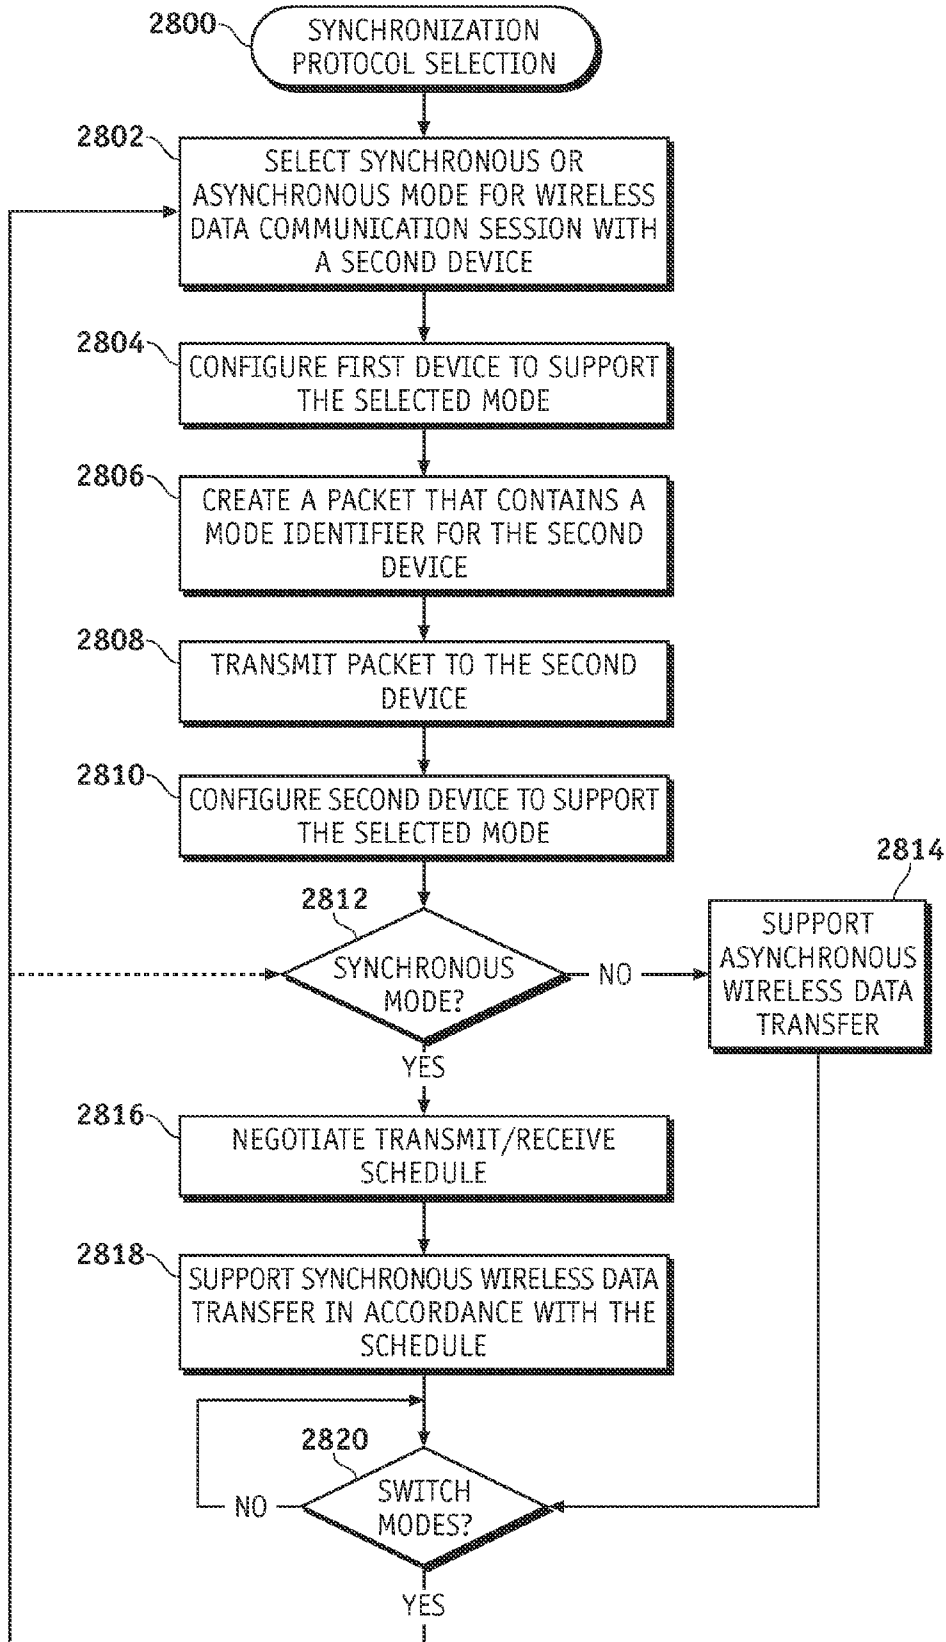 2800
SYNCHRONIZATION
PROTOCOL SELECTION
2802
SELECT SYNCHRONOUS OR
ASYNCHRONOUS MODE FOR WIRELESS
DATA COMMUNICATION SESSION WITH
A SECOND DEVICE
2804
CONFIGURE FIRST DEVICE TO SUPPORT
THE SELECTED MODE
2806
CREATE A PACKET THAT CONTAINS A
MODE IDENTIFIER FOR THE SECOND
DEVICE
2808
TRANSMIT PACKET TO THE SECOND
DEVICE
2810
CONFIGURE SECOND DEVICE TO SUPPORT
THE SELECTED MODE
2812
SYNCHRONOUS
MODE?
NO
2814
SUPPORT
ASYNCHRONOUS
WIRELESS DATA
TRANSFER
YES
2816
NEGOTIATE TRANSMIT/RECEIVE
SCHEDULE
2818
SUPPORT SYNCHRONOUS WIRELESS DATA
TRANSFER IN ACCORDANCE WITH THE
SCHEDULE
2820
SWITCH
MODES?
NO
YES